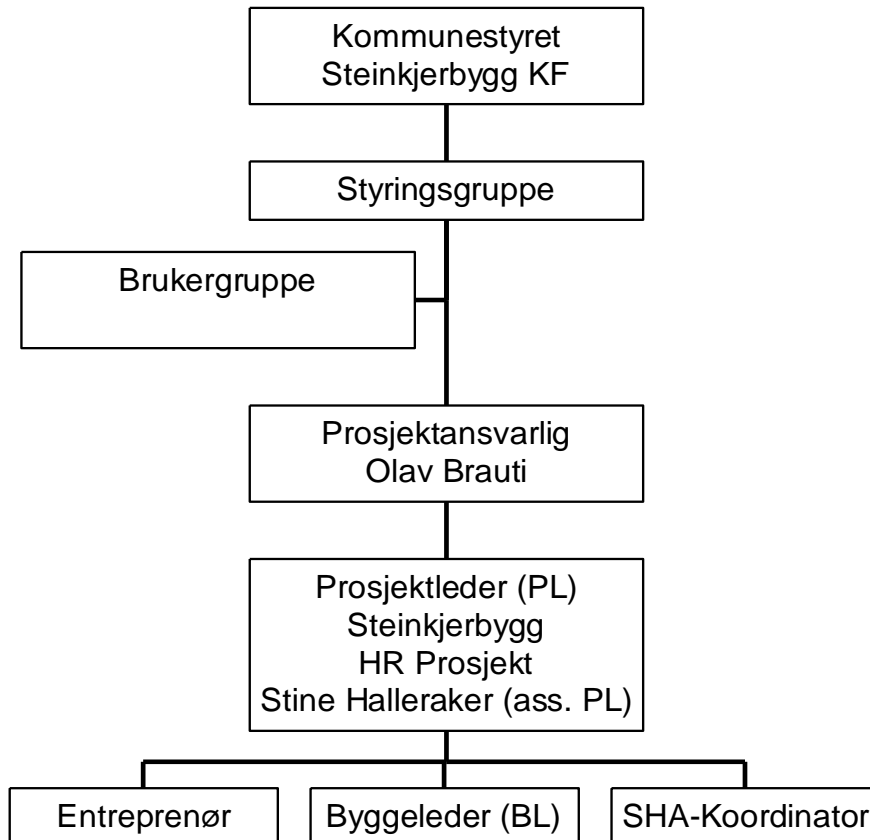 Kommunestyret
Steinkjerbygg KF
Styringsgruppe
Brukergruppe
Prosjektansvarlig
Olav Brauti
Prosjektleder (PL)
Steinkjerbygg
HR Prosjekt
Stine Halleraker (ass. PL)
Entreprenør
Byggeleder (BL)
SHA-Koordinator